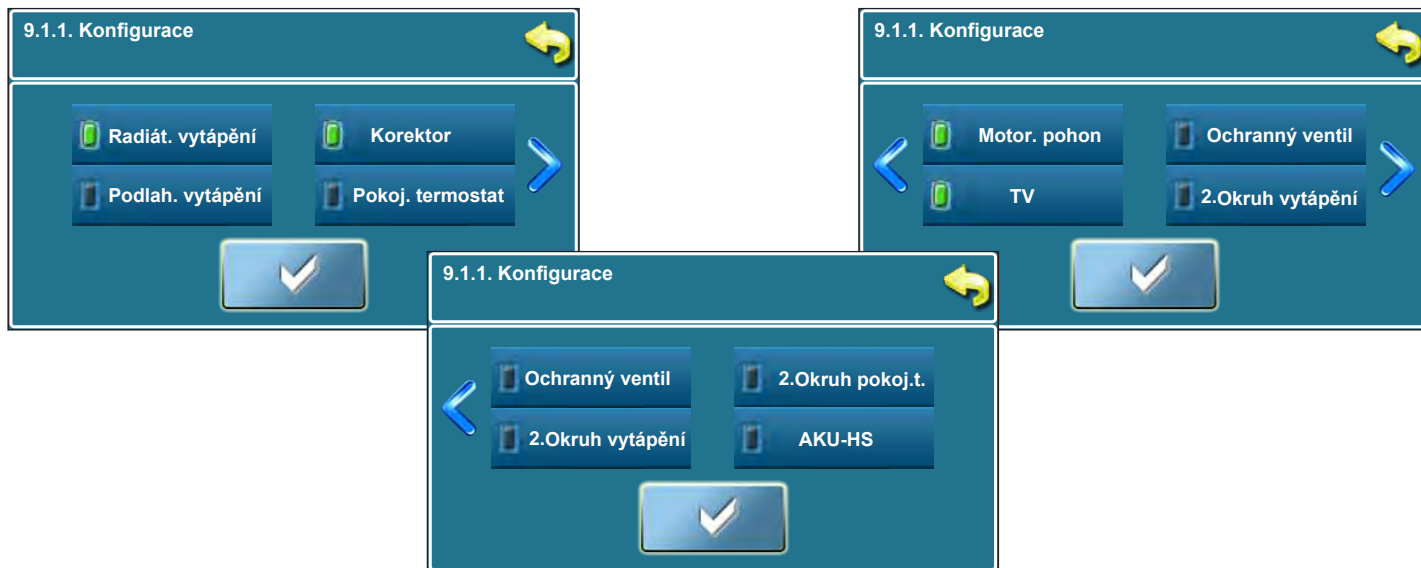 9.1.1. Konfigurace
Radiát. vytápění
Korektor
Podlah. vytápění
Pokoj. termostat
9.1.1. Konfigurace
Motor. pohon
Ochranný ventil
TV
2.Okruh vytápění
9.1.1. Konfigurace
Ochranný ventil
2.Okruh pokoj.t.
2.Okruh vytápění
AKU-HS